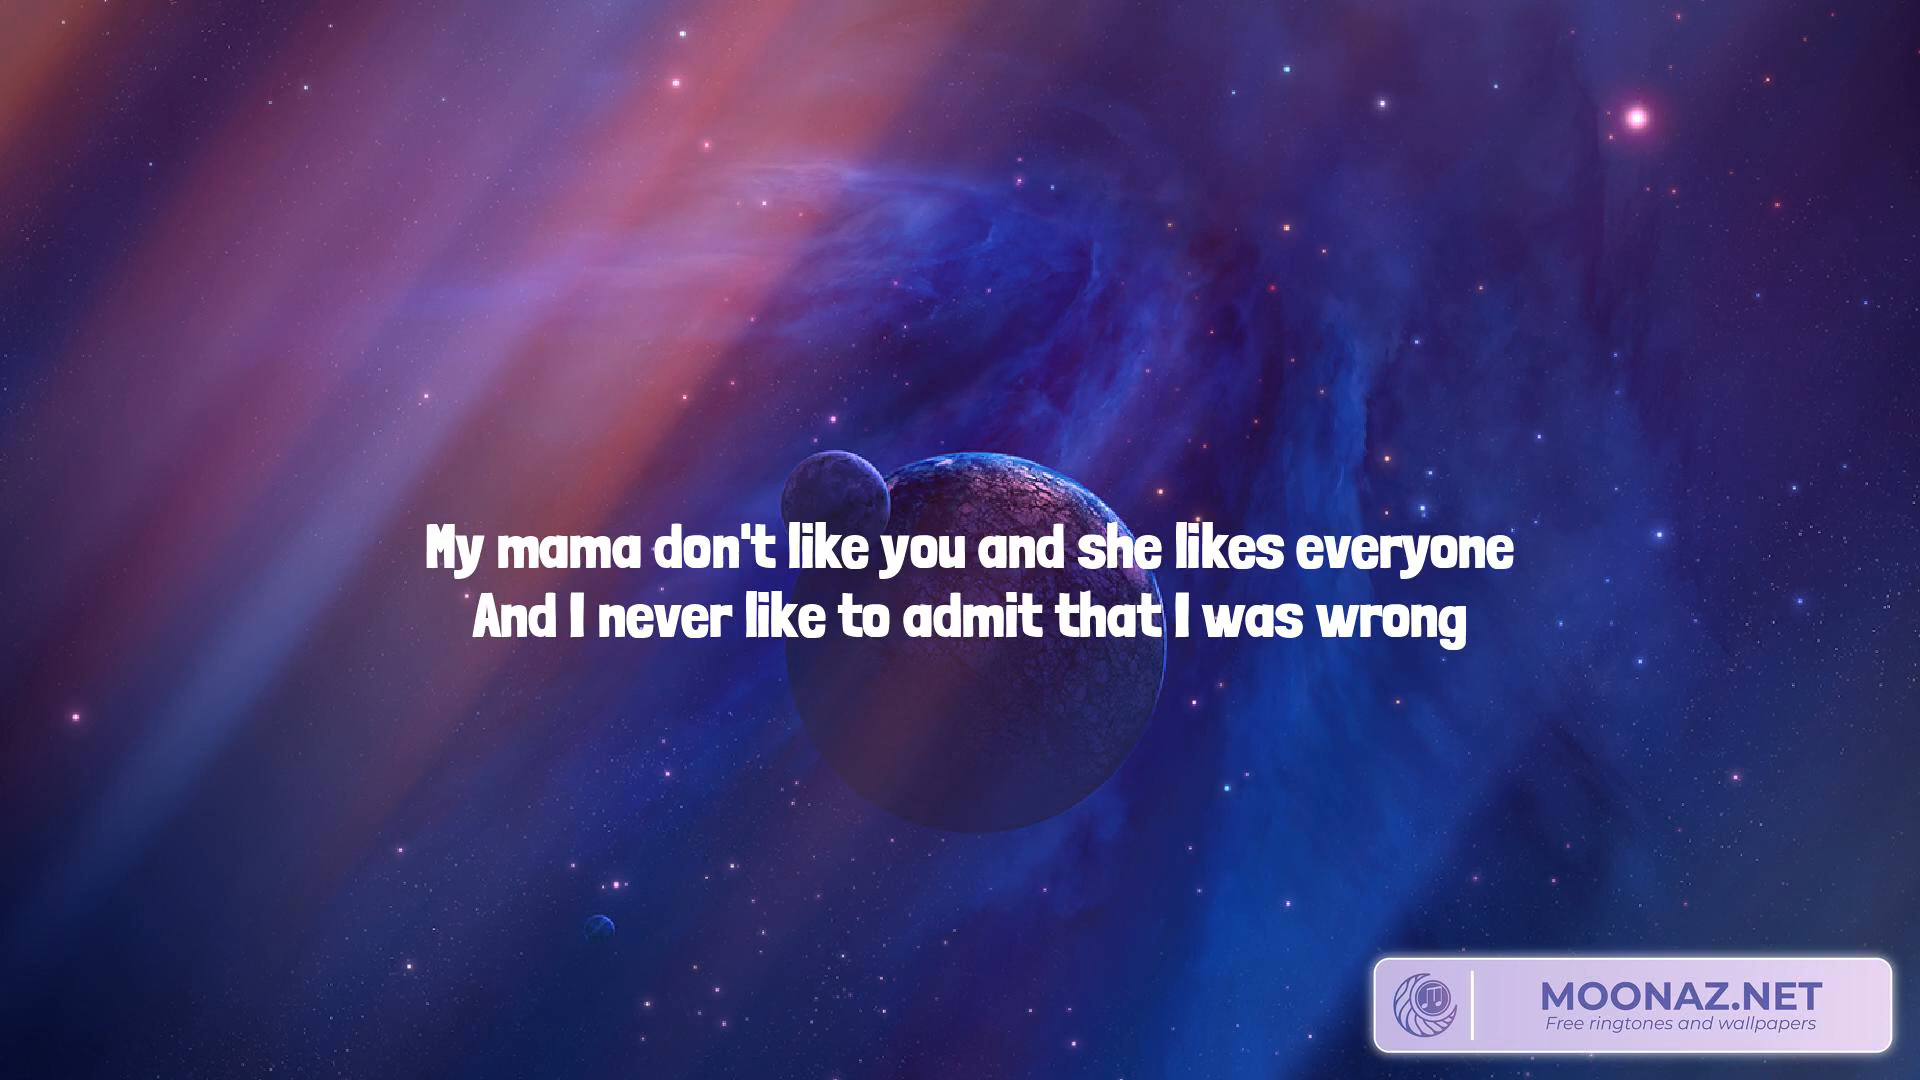 My mama don't like you and she likes everyone
And I never like to admit that I was wrong
MOONAZ.NET
Free ringtones and wallpapers